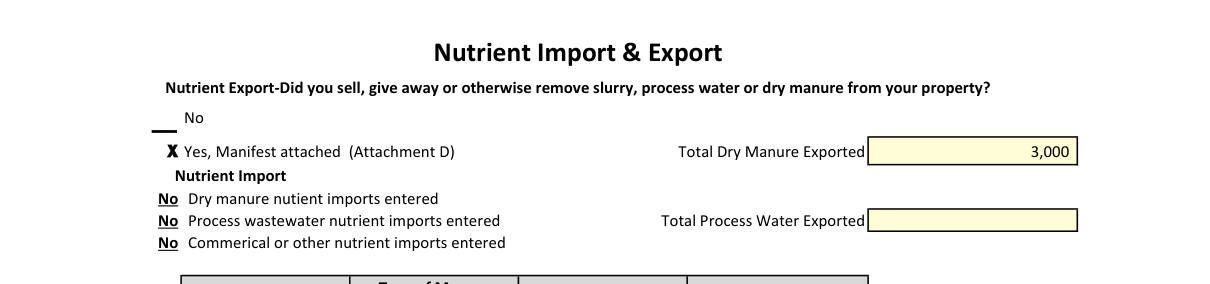 Nutrient Import & Export
Nutrient Export-Did you sell, give away or otherwise remove slurry, process water or dry manure from your property?
No
X Yes, Manifest attached (Attachment D) Total Dry Manure Exported 3,000
Nutrient Import
No Dry manure nutient imports entered
No Process wastewater nutrient imports entered Total Process Water Exported
No Commerical or other nutrient imports entered